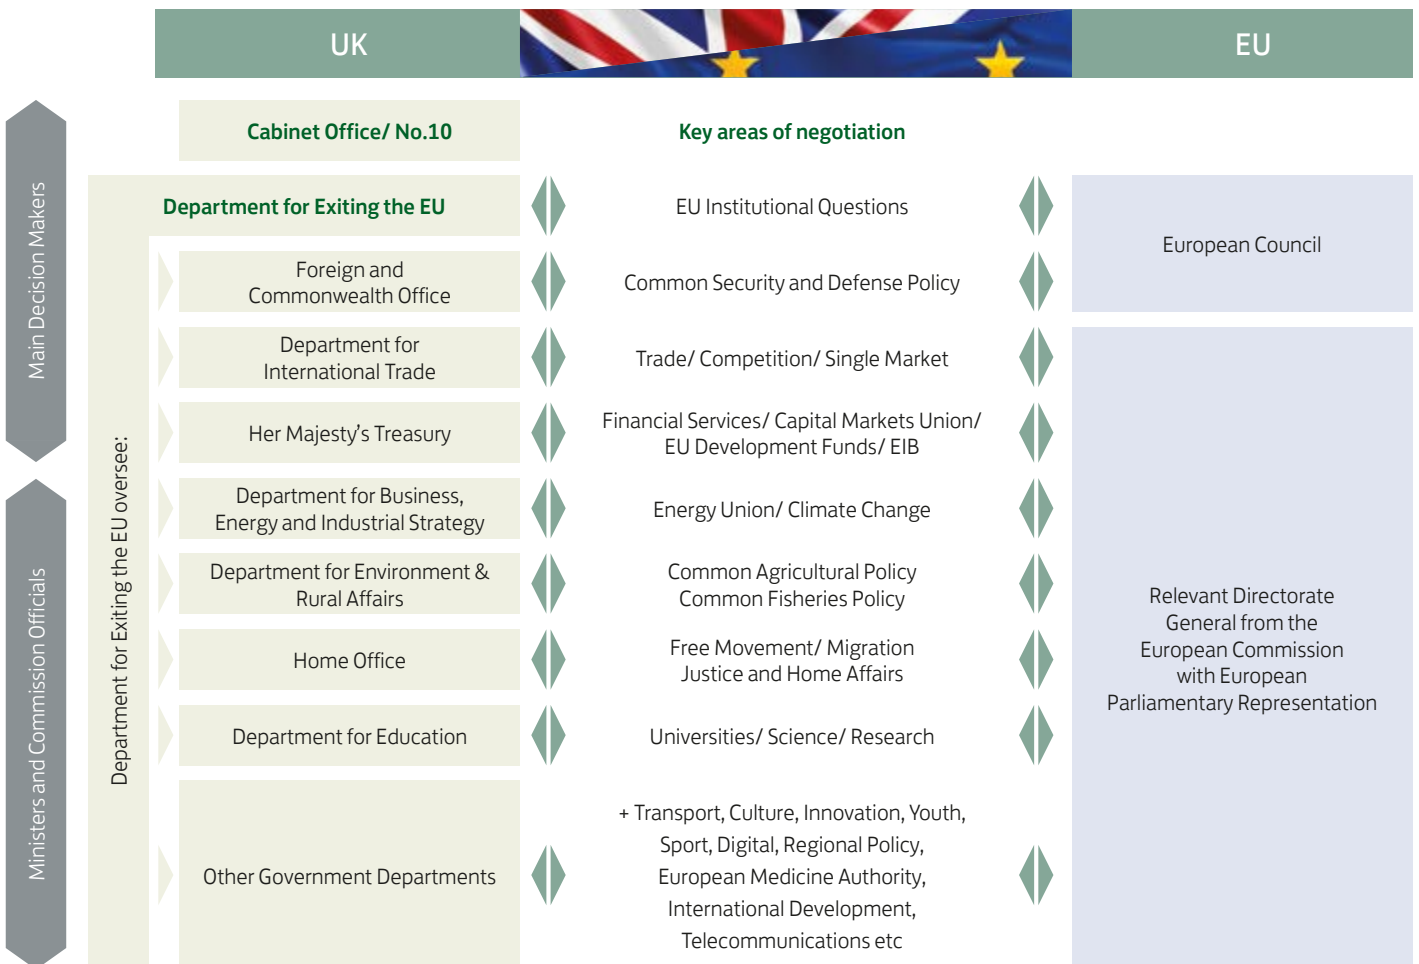 UK
EU
Cabinet Office/ No.10
Key areas of negotiation
Main Decision Makers
Ministers and Commission Officials
Department for Exiting the EU oversee:
Department for Exiting the EU
EU Institutional Questions
European Council
Foreign and
Commonwealth Office
Common Security and Defense Policy
Department for
International Trade
Trade/ Competition/ Single Market
Her Majesty's Treasury
Financial Services/ Capital Markets Union/
EU Development Funds/ EIB
Department for Business,
Energy and Industrial Strategy
Energy Union/ Climate Change
Department for Environment &
Rural Affairs
Common Agricultural Policy
Common Fisheries Policy
Relevant Directorate
General from the
European Commission
with European
Parliamentary Representation
Home Office
Free Movement/ Migration
Justice and Home Affairs
Department for Education
Universities/ Science/ Research
Other Government Departments
+ Transport, Culture, Innovation, Youth,
Sport, Digital, Regional Policy,
European Medicine Authority,
International Development,
Telecommunications etc